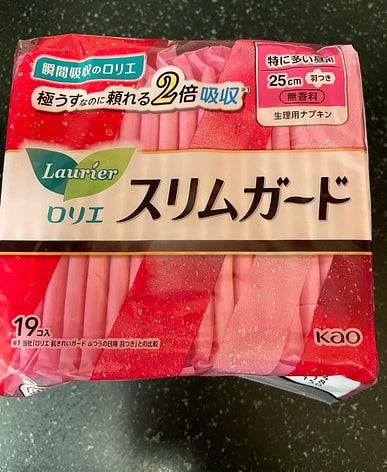 瞬間吸収のロリエ
極うすなのに頼れる2倍吸収※1
特に多い昼用
25cm 羽つき
無香料
生理用ナプキン
Laurier
ロリエ
スリムガード
19コ入
※1 当社「ロリエ 肌きれいガード ふつうの日用 羽つき」との比較
Kao